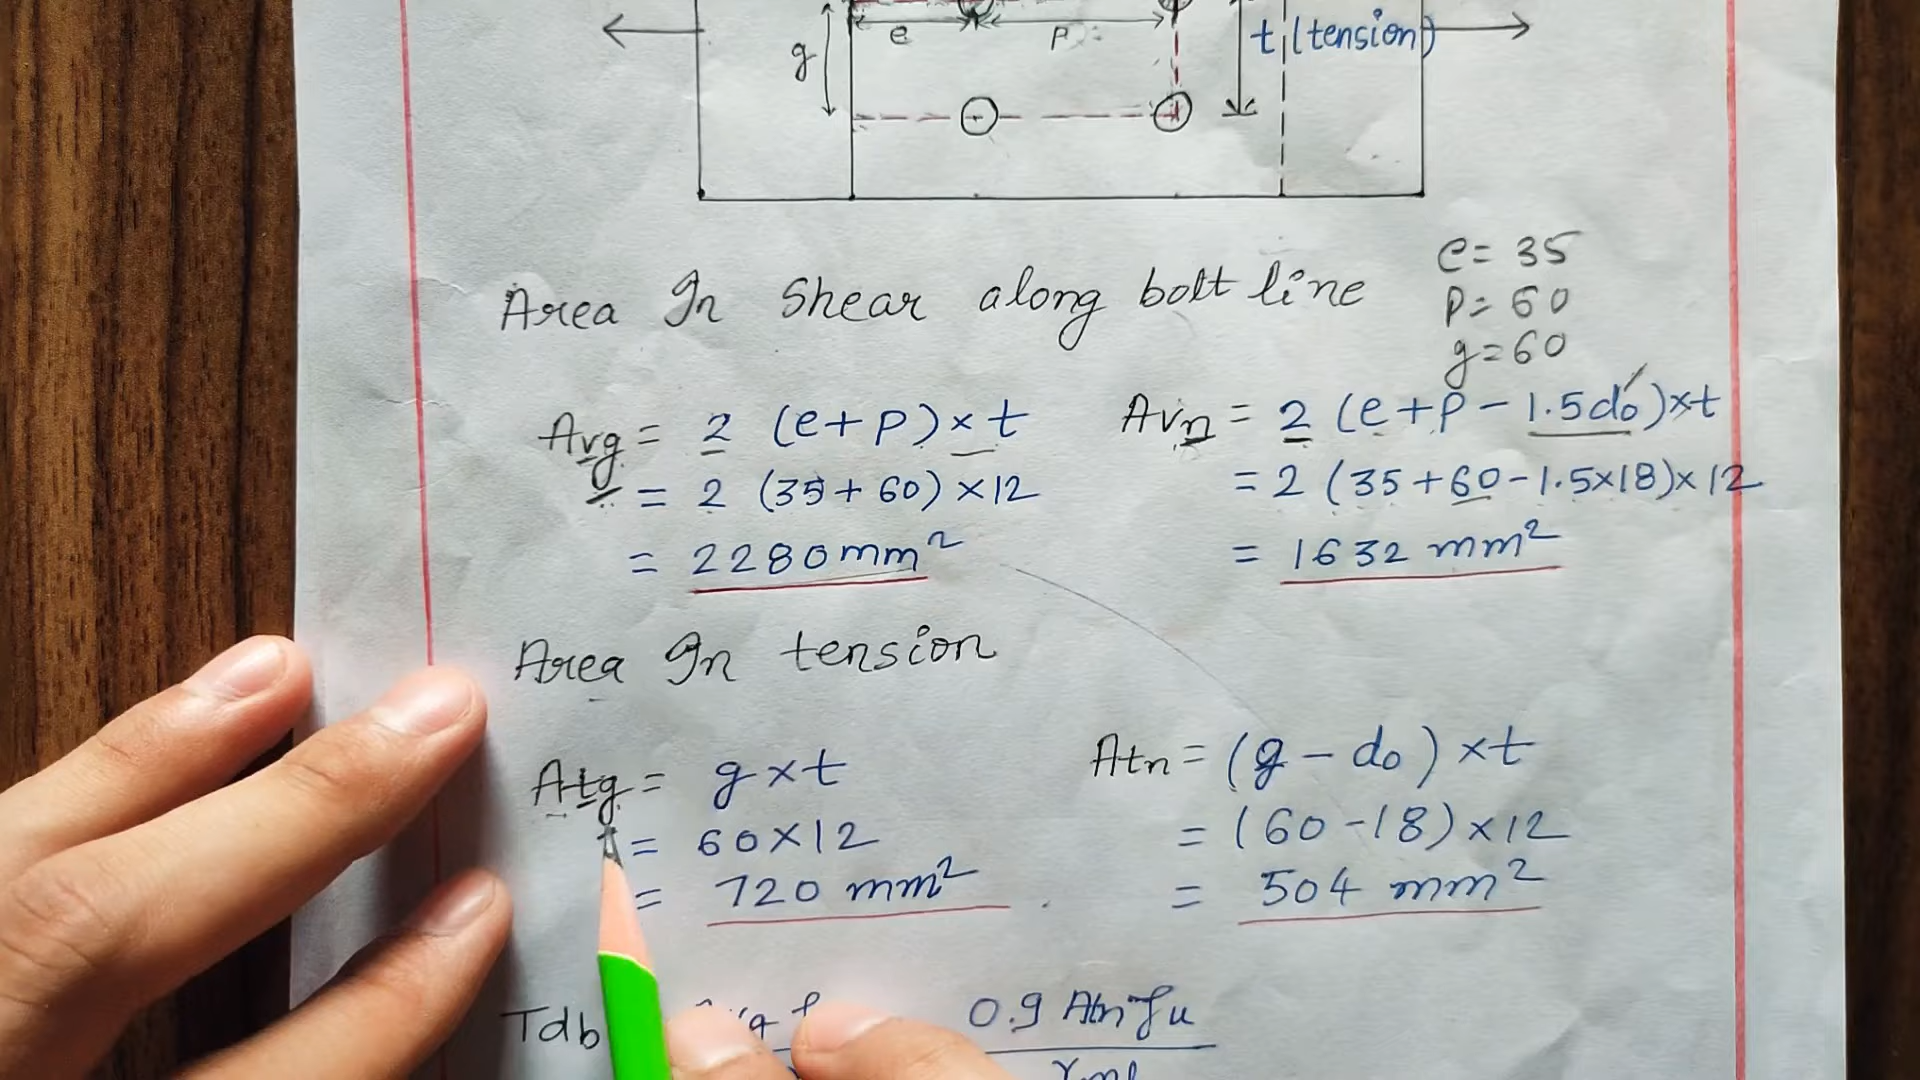 e p t (tension)
g
e = 35
Area In Shear along bolt line p = 60
g = 60
Avg = 2 (e+p) × t Avn = 2 (e+p - 1.5do) × t
= 2 (35+60) × 12 = 2 (35+60-1.5×18) × 12
= 2280 mm² = 1632 mm²
Area In tension
Atg = g × t Atn = (g - do) × t
= 60 × 12 = (60 - 18) × 12
= 720 mm² = 504 mm²
Tdb 0.9 Atn fu